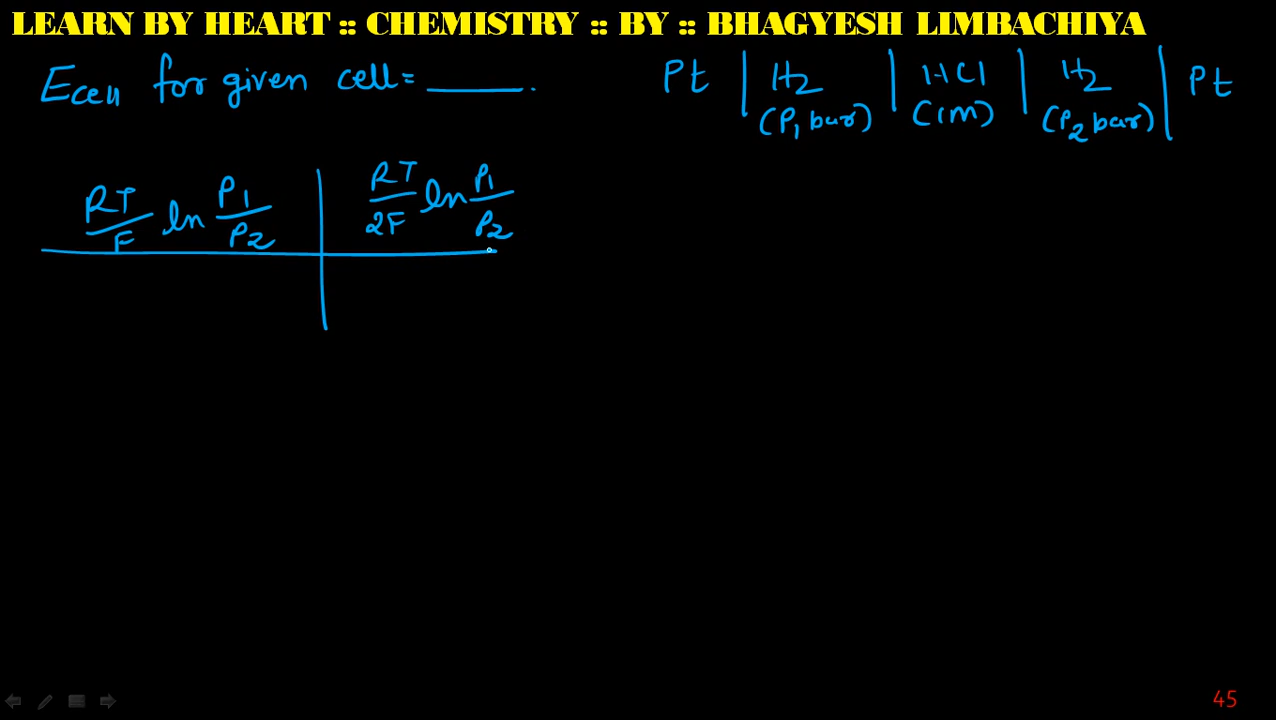 LEARN BY HEART :: CHEMISTRY :: BY :: BHAGYESH LIMBACHIYA
Ecell for given cell= ______.
Pt | H2 (P1 bar) | HCl (1M) | H2 (P2 bar) | Pt
RT/F ln P1/P2 | RT/2F ln P1/P2
45